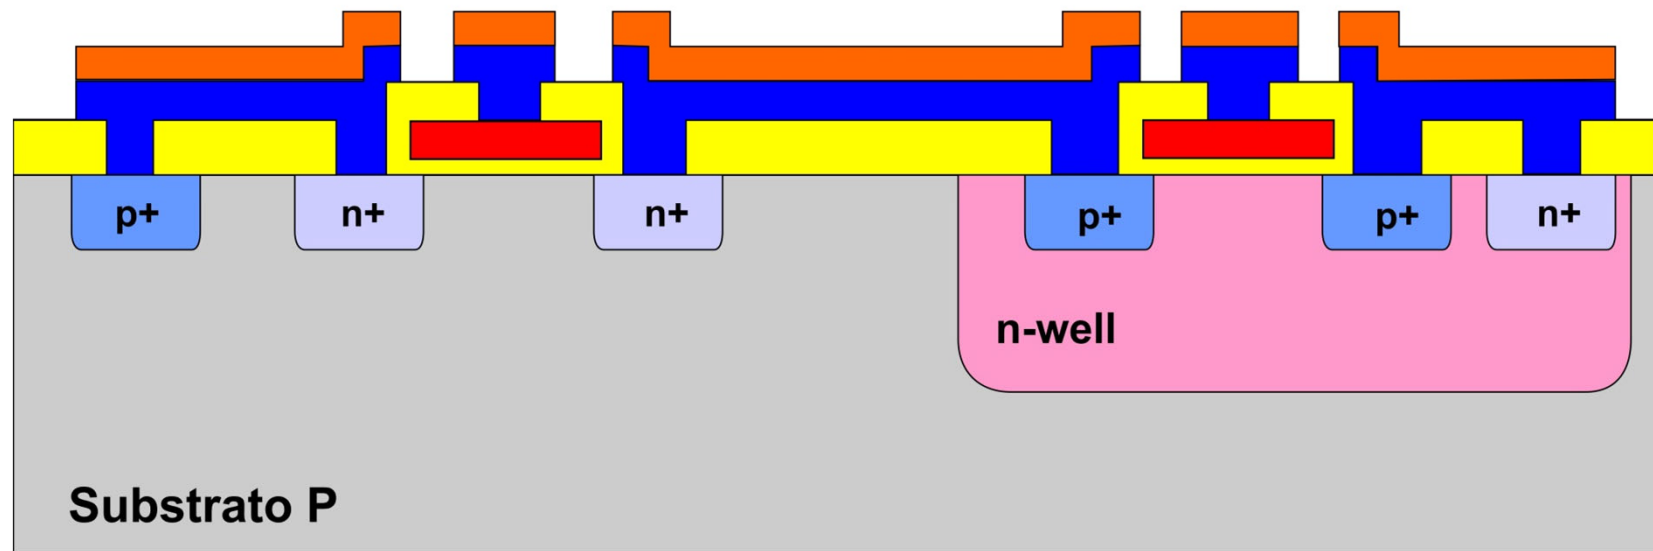 p+
n+
n+
p+
p+
n+
n-well
Substrato P